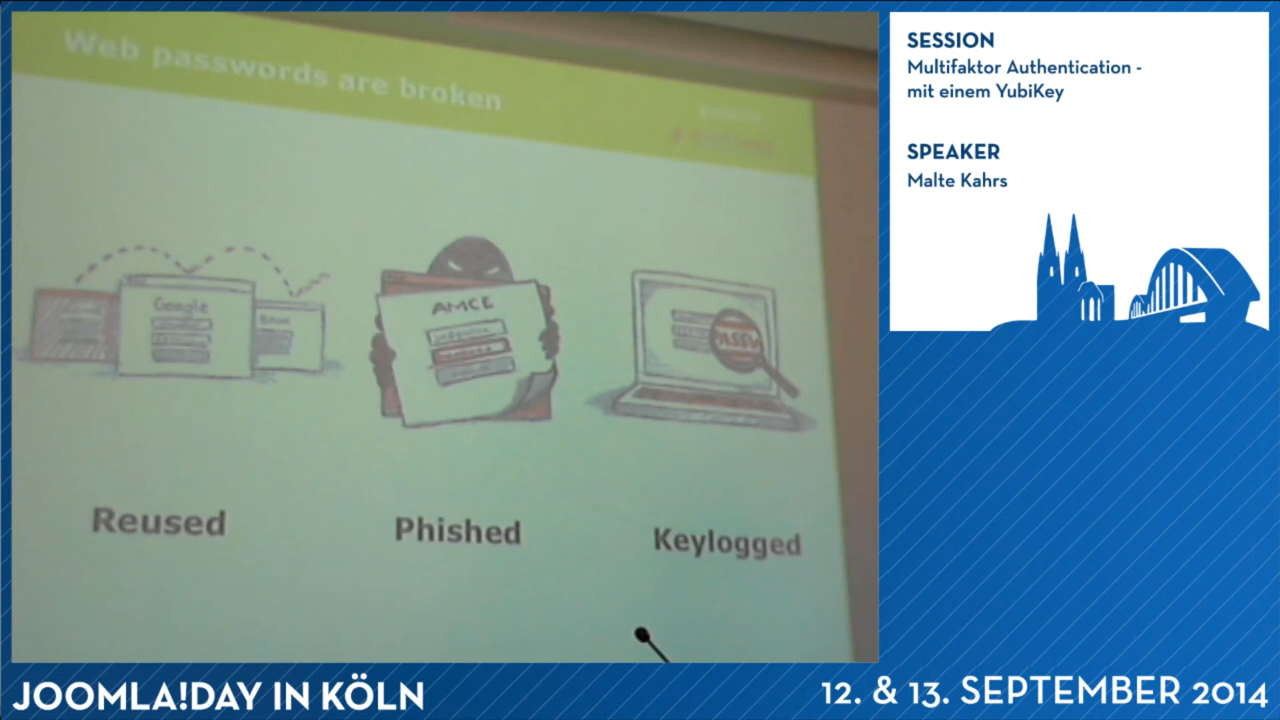 Web passwords are broken
Google
AMCE
Reused
Phished
Keylogged
SESSION
Multifaktor Authentication -
mit einem YubiKey
SPEAKER
Malte Kahrs
JOOMLA!DAY IN KÖLN
12. & 13. SEPTEMBER 2014